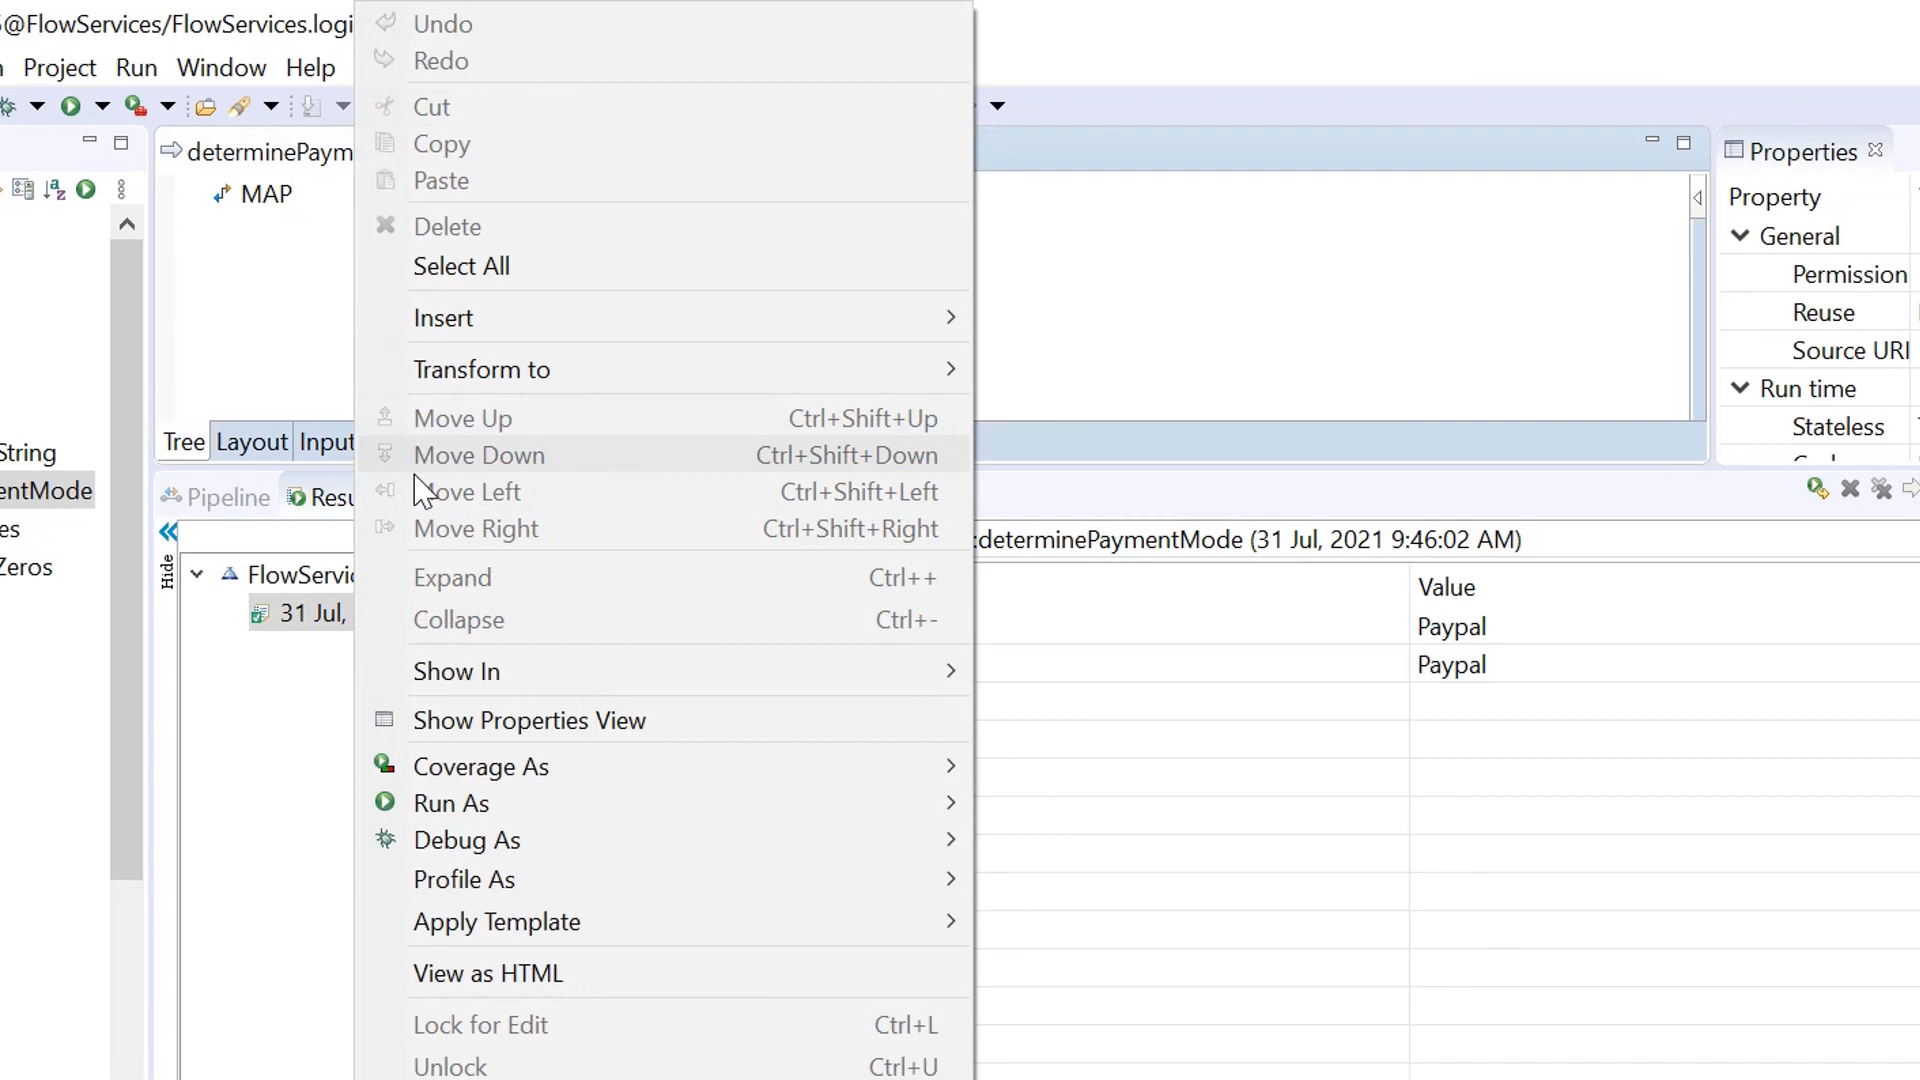 @FlowServices/FlowServices.logi
Project Run Window Help
Undo
Redo
Cut
Copy
Paste
Delete
Select All
Insert
Transform to
Move Up Ctrl+Shift+Up
Move Down Ctrl+Shift+Down
ove Left Ctrl+Shift+Left
Move Right Ctrl+Shift+Right
Expand Ctrl++
Collapse Ctrl+-
Show In
Show Properties View
Coverage As
Run As
Debug As
Profile As
Apply Template
View as HTML
Lock for Edit Ctrl+L
Unlock Ctrl+U
determinePaym
MAP
Tree Layout Input
String
entMode
es
Zeros
Pipeline Resu
Hide
FlowServic
31 Jul,
:determinePaymentMode (31 Jul, 2021 9:46:02 AM)
Value
Paypal
Paypal
Properties
Property
General
Permission
Reuse
Source URI
Run time
Stateless